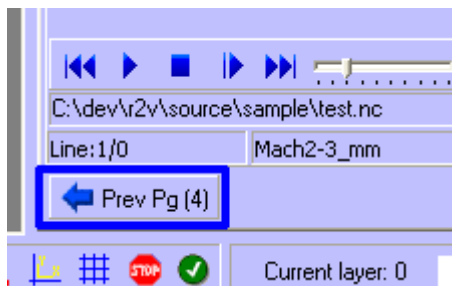 C:\dev\r2v\source\sample\test.nc
Line:1/0 Mach2-3_mm
Prev Pg (4)
STOP Current layer: 0